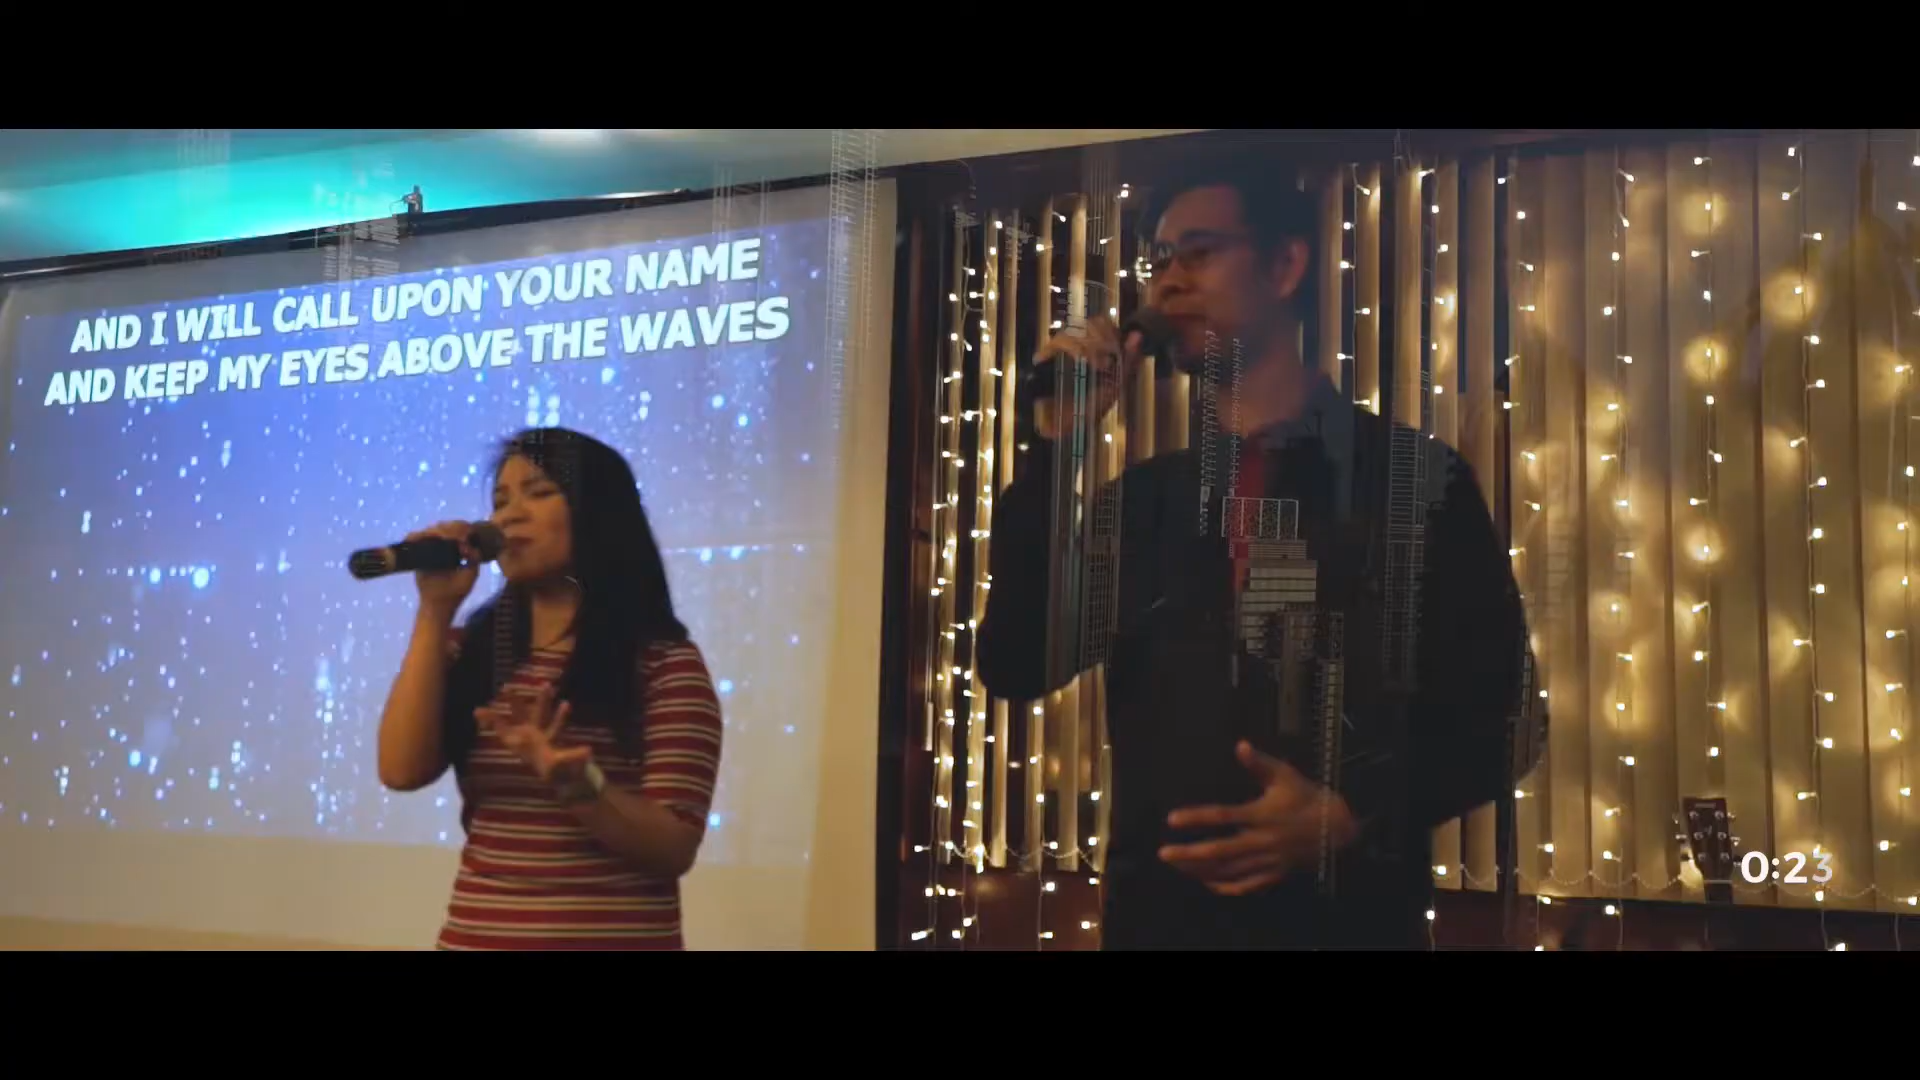 AND I WILL CALL UPON YOUR NAME
AND KEEP MY EYES ABOVE THE WAVES
0:23